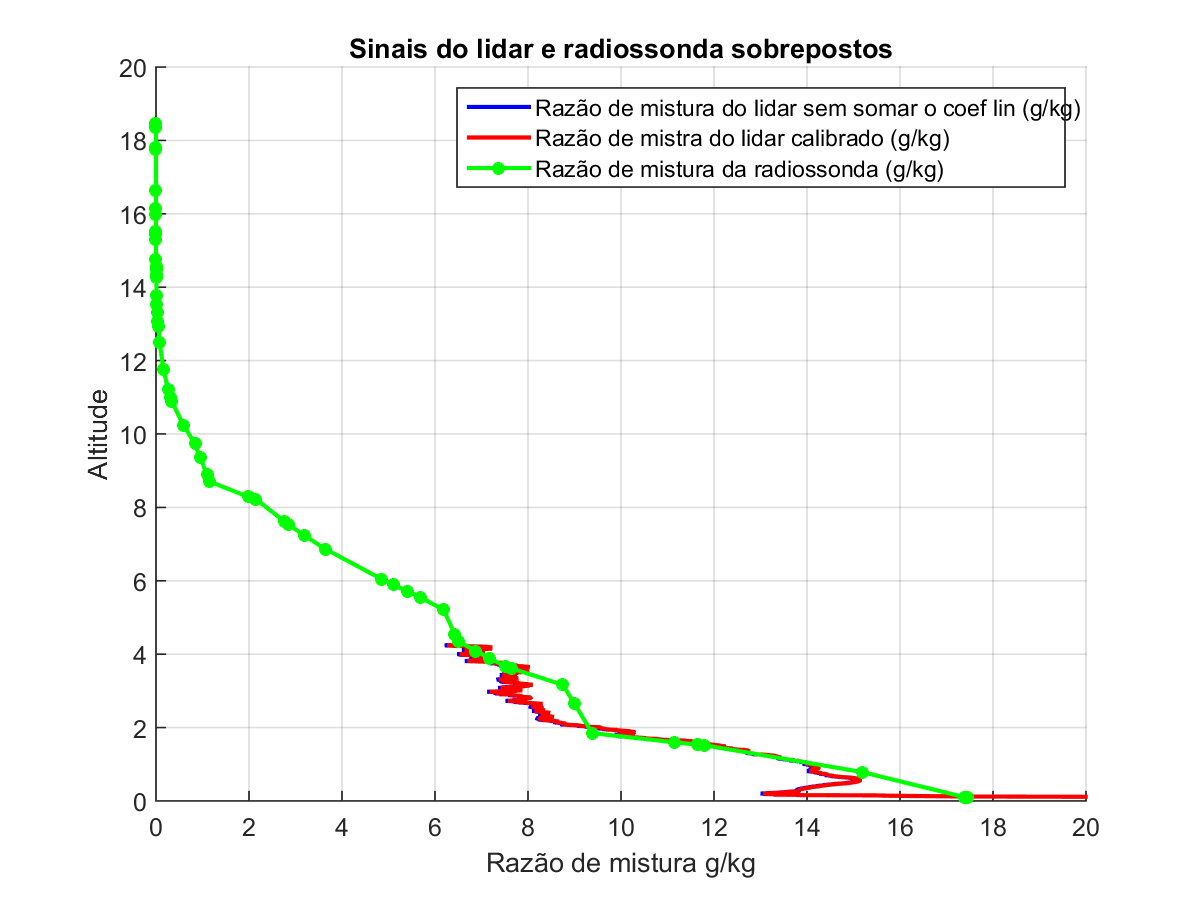 Sinais do lidar e radiossonda sobrepostos
20
Razão de mistura do lidar sem somar o coef lin (g/kg)
Razão de mistra do lidar calibrado (g/kg)
Razão de mistura da radiossonda (g/kg)
18
16
14
12
10
8
6
4
2
0
Altitude
0 2 4 6 8 10 12 14 16 18 20
Razão de mistura g/kg